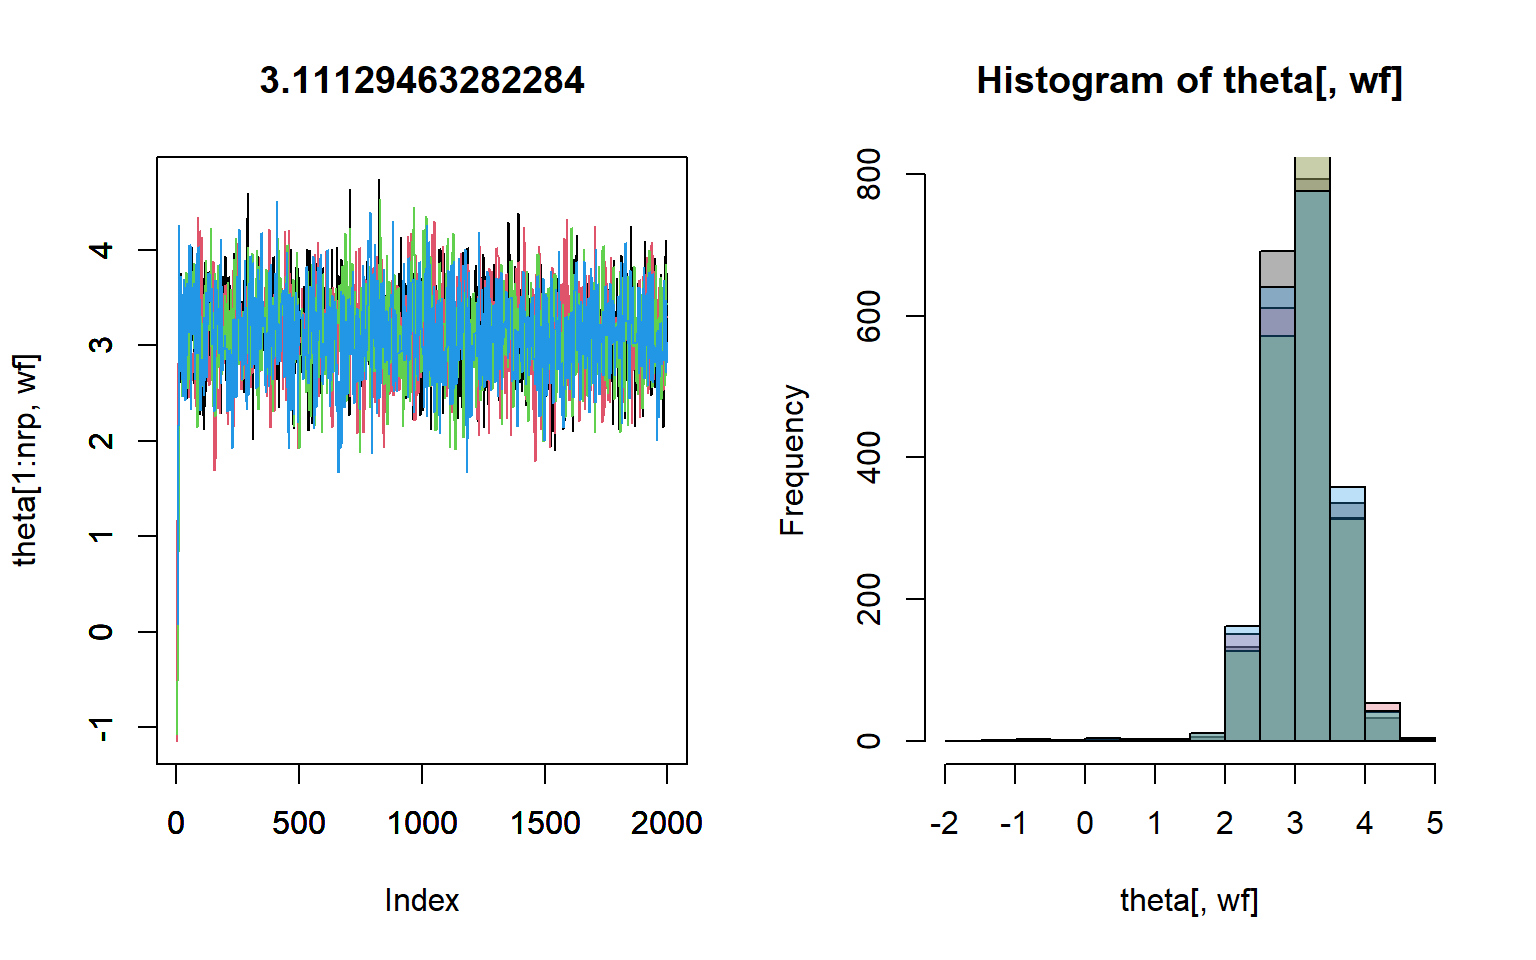 3.11129463282284
theta[1:nrp, wf]
4
3
2
1
0
-1
0 500 1000 1500 2000
Index
Histogram of theta[, wf]
Frequency
800
600
400
200
0
-2 -1 0 1 2 3 4 5
theta[, wf]